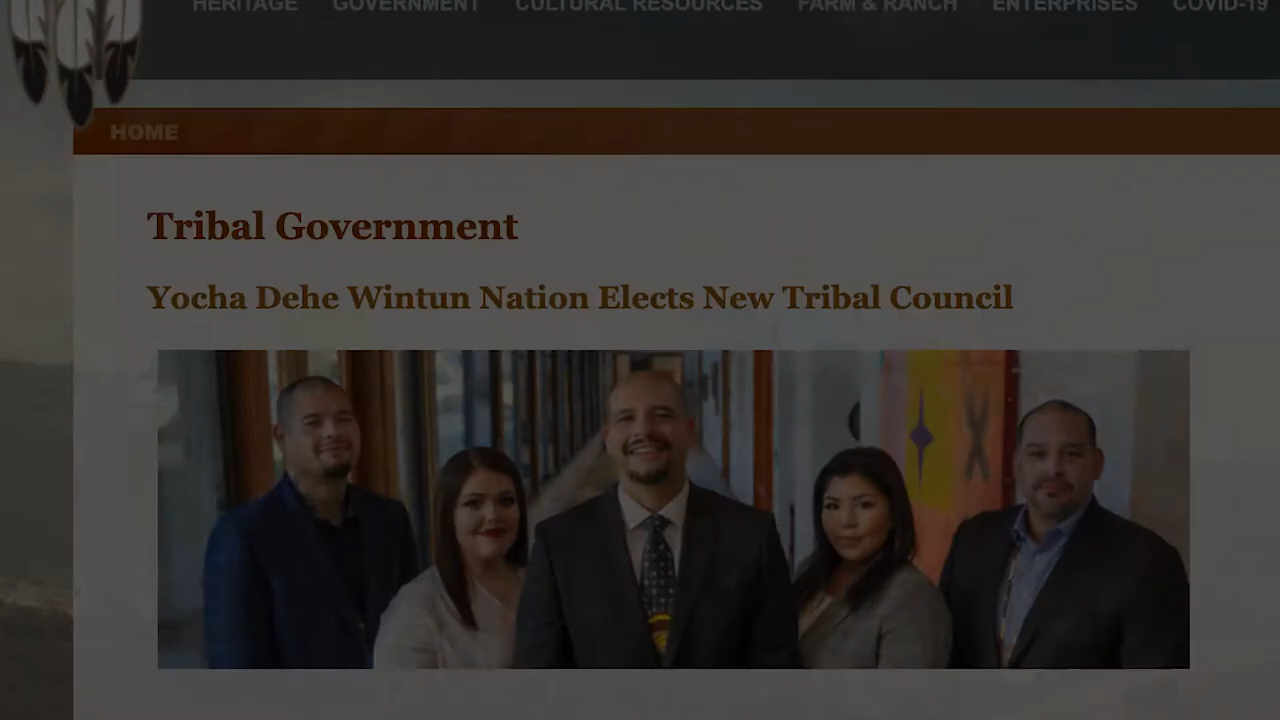 HERITAGE GOVERNMENT CULTURAL RESOURCES FARM & RANCH ENTERPRISES COVID-19
HOME
Tribal Government
Yocha Dehe Wintun Nation Elects New Tribal Council